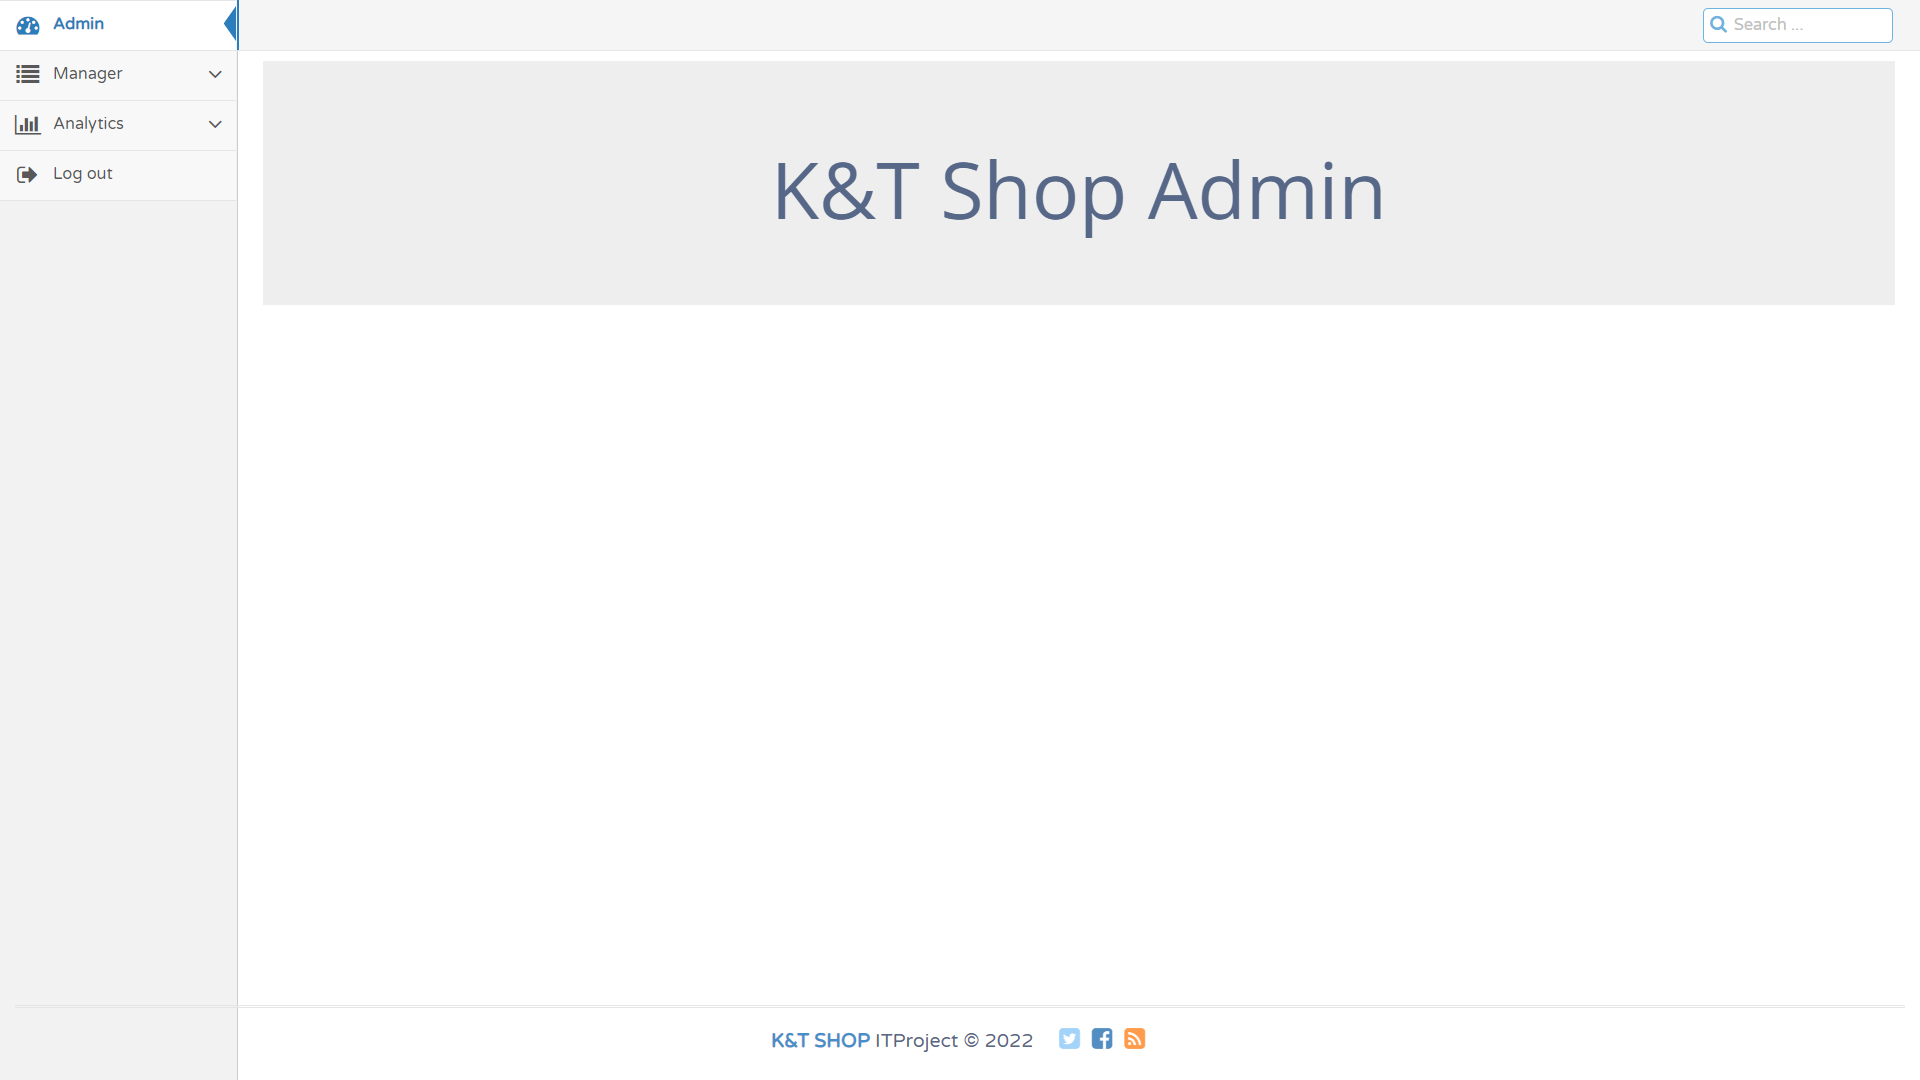 Admin
Search ...
Manager
Analytics
Log out
K&T Shop Admin
K&T SHOP ITProject © 2022